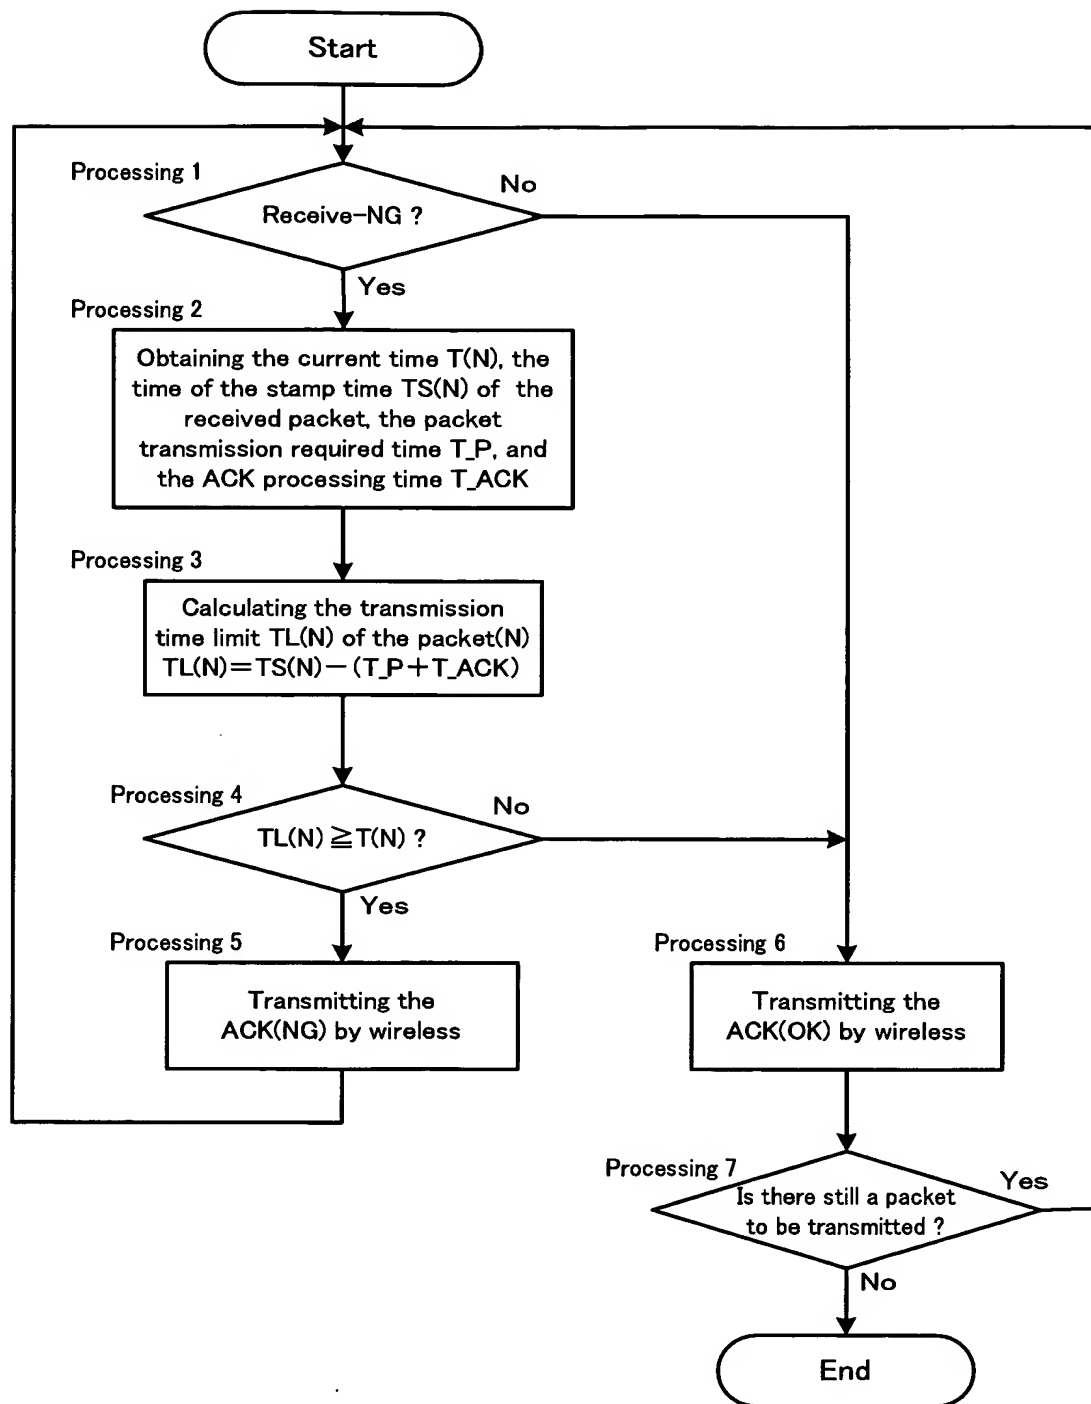 Start
Processing 1
No
Receive-NG ?
Yes
Processing 2
Obtaining the current time T(N), the
time of the stamp time TS(N) of the
received packet, the packet
transmission required time T_P, and
the ACK processing time T_ACK
Processing 3
Calculating the transmission
time limit TL(N) of the packet(N)
TL(N)=TS(N)-(T_P+T_ACK)
Processing 4
No
TL(N)≧T(N) ?
Yes
Processing 5
Transmitting the
ACK(NG) by wireless
Processing 6
Transmitting the
ACK(OK) by wireless
Processing 7
Yes
Is there still a packet
to be transmitted ?
No
End